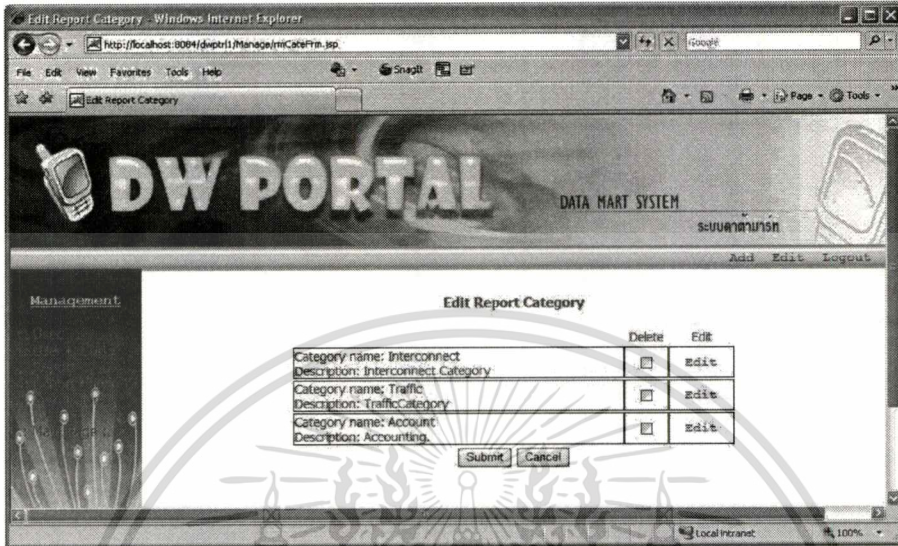 Edit Report Category - Windows Internet Explorer
http://localhost:8084/dwptrl1/Manage/rmCateFrm.jsp
Google
File Edit View Favorites Tools Help
SnagIt
Edit Report Category
Page Tools
DW PORTAL
DATA MART SYSTEM
ระบบดาต้ามาร์ท
Add Edit Logout
Management
Edit Report Category
Delete Edit
Category name: Interconnect
Description: Interconnect Category
Edit
Category name: Traffic
Description: TrafficCategory
Edit
Category name: Account
Description: Accounting.
Edit
Submit Cancel
Local intranet
100%